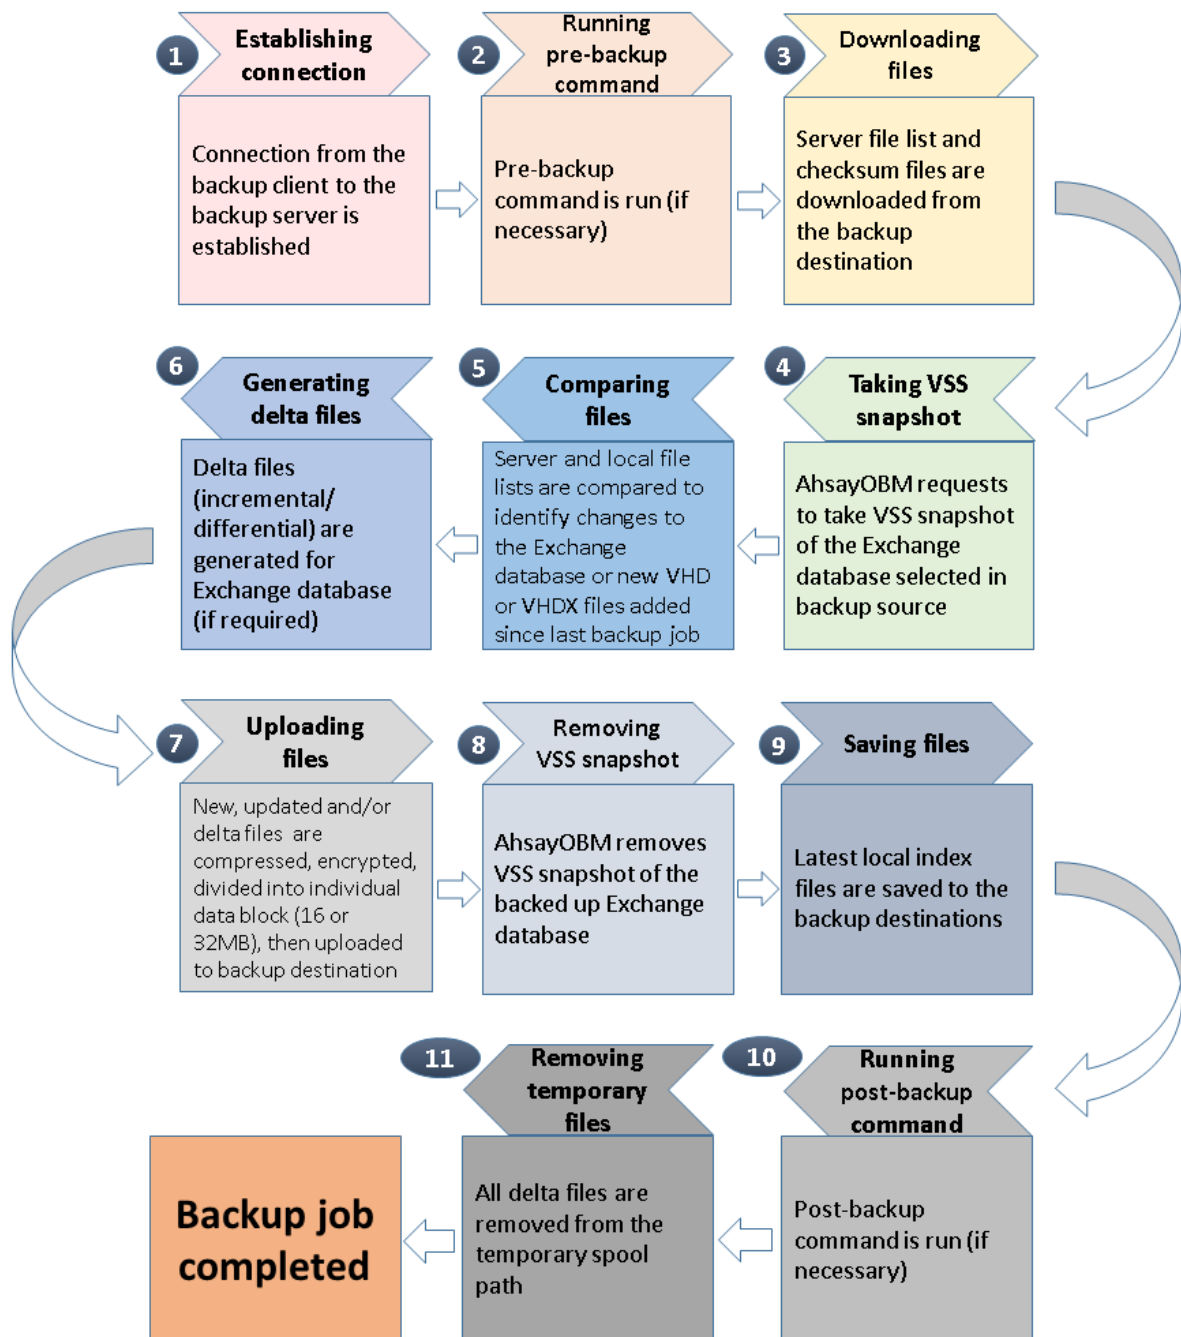 1
Establishing
connection
Connection from the
backup client to the
backup server is
established
2
Running
pre-backup
command
Pre-backup
command is run (if
necessary)
3
Downloading
files
Server file list and
checksum files are
downloaded from
the backup
destination
4
Taking VSS
snapshot
AhsayOBM requests
to take VSS snapshot
of the Exchange
database selected in
backup source
5
Comparing
files
Server and local file
lists are compared to
identify changes to
the Exchange
database or new VHD
or VHDX files added
since last backup job
6
Generating
delta files
Delta files
(incremental/
differential) are
generated for
Exchange database
(if required)
7
Uploading
files
New, updated and/or
delta files are
compressed, encrypted,
divided into individual
data block (16 or
32MB), then uploaded
to backup destination
8
Removing
VSS snapshot
AhsayOBM removes
VSS snapshot of the
backed up Exchange
database
9
Saving files
Latest local index
files are saved to the
backup destinations
10
Running
post-backup
command
Post-backup
command is run (if
necessary)
11
Removing
temporary
files
All delta files are
removed from the
temporary spool
path
Backup job
completed